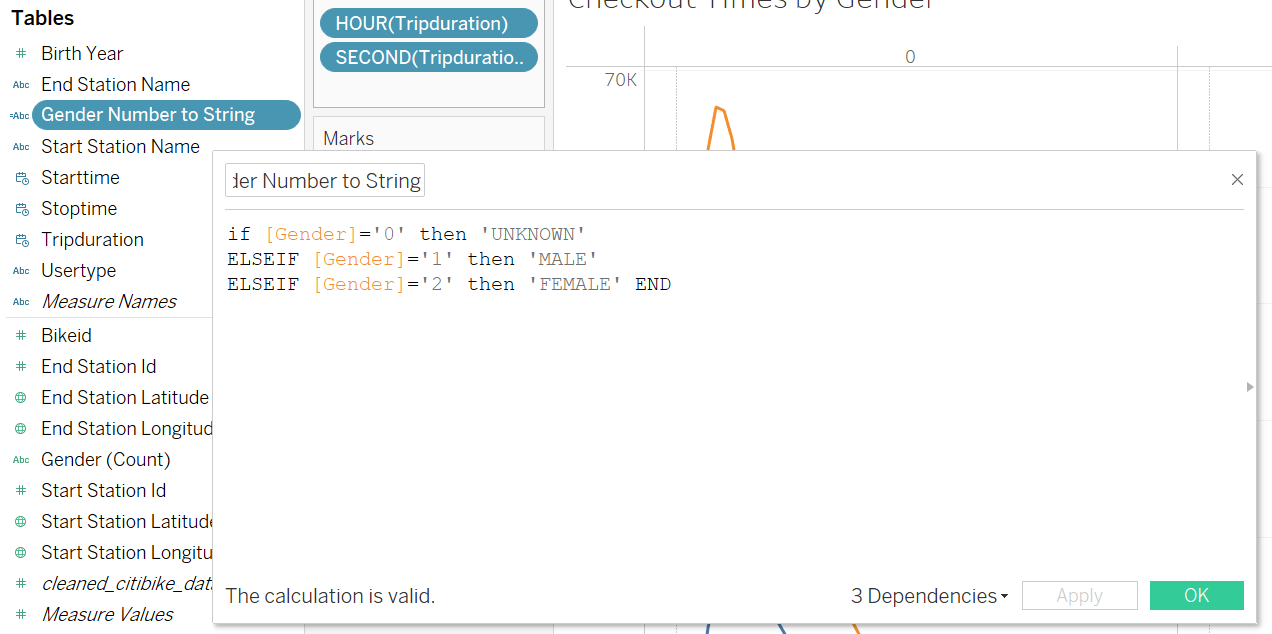 Tables
Birth Year
Abc End Station Name
=Abc Gender Number to String
Abc Start Station Name
Starttime
Stoptime
Tripduration
Abc Usertype
Abc Measure Names
Bikeid
End Station Id
End Station Latitude
End Station Longitud
Abc Gender (Count)
Start Station Id
Start Station Latitude
Start Station Longitu
cleaned_citibike_dat
Measure Values
HOUR(Tripduration)
SECOND(Tripduratio..
Marks
Checkout Times by Gender
0
70K
der Number to String
if [Gender]='0' then 'UNKNOWN'
ELSEIF [Gender]='1' then 'MALE'
ELSEIF [Gender]='2' then 'FEMALE' END
The calculation is valid.
3 Dependencies
Apply
OK